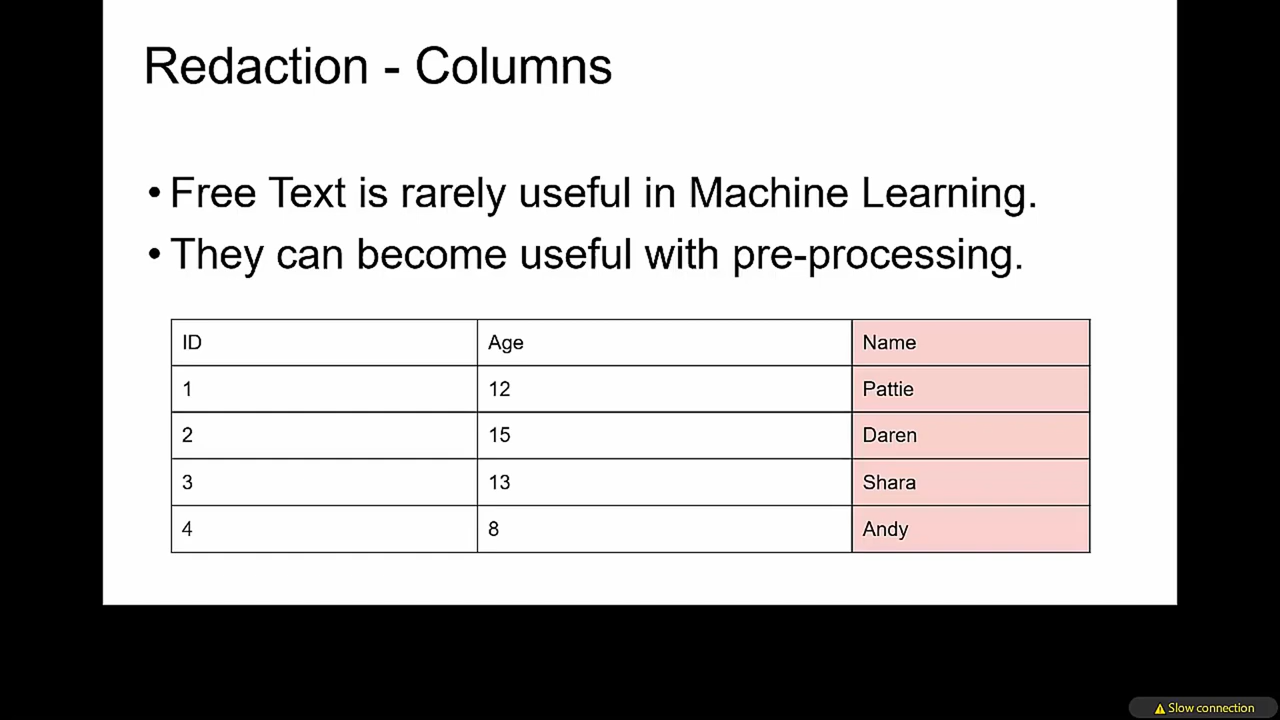 Redaction - Columns
• Free Text is rarely useful in Machine Learning.
• They can become useful with pre-processing.
ID Age Name
1 12 Pattie
2 15 Daren
3 13 Shara
4 8 Andy
Slow connection